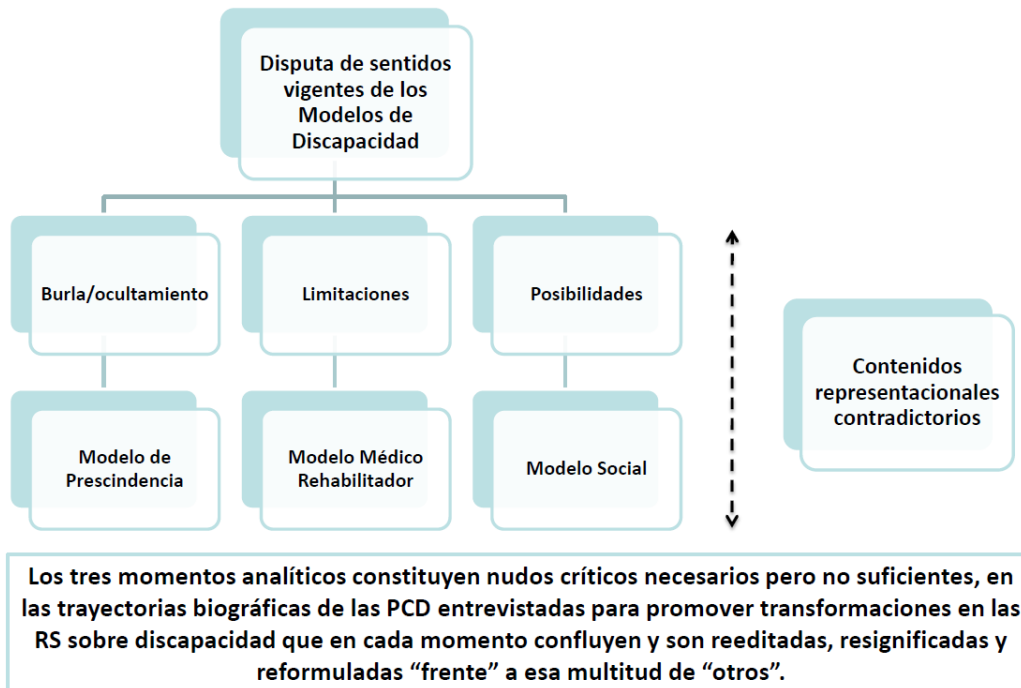 Disputa de sentidos
vigentes de los
Modelos de
Discapacidad
Burla/ocultamiento
Limitaciones
Posibilidades
Contenidos
representacionales
contradictorios
Modelo de
Prescindencia
Modelo Médico
Rehabilitador
Modelo Social
Los tres momentos analíticos constituyen nudos críticos necesarios pero no suficientes, en
las trayectorias biográficas de las PCD entrevistadas para promover transformaciones en las
RS sobre discapacidad que en cada momento confluyen y son reeditadas, resignificadas y
reformuladas “frente” a esa multitud de “otros”.